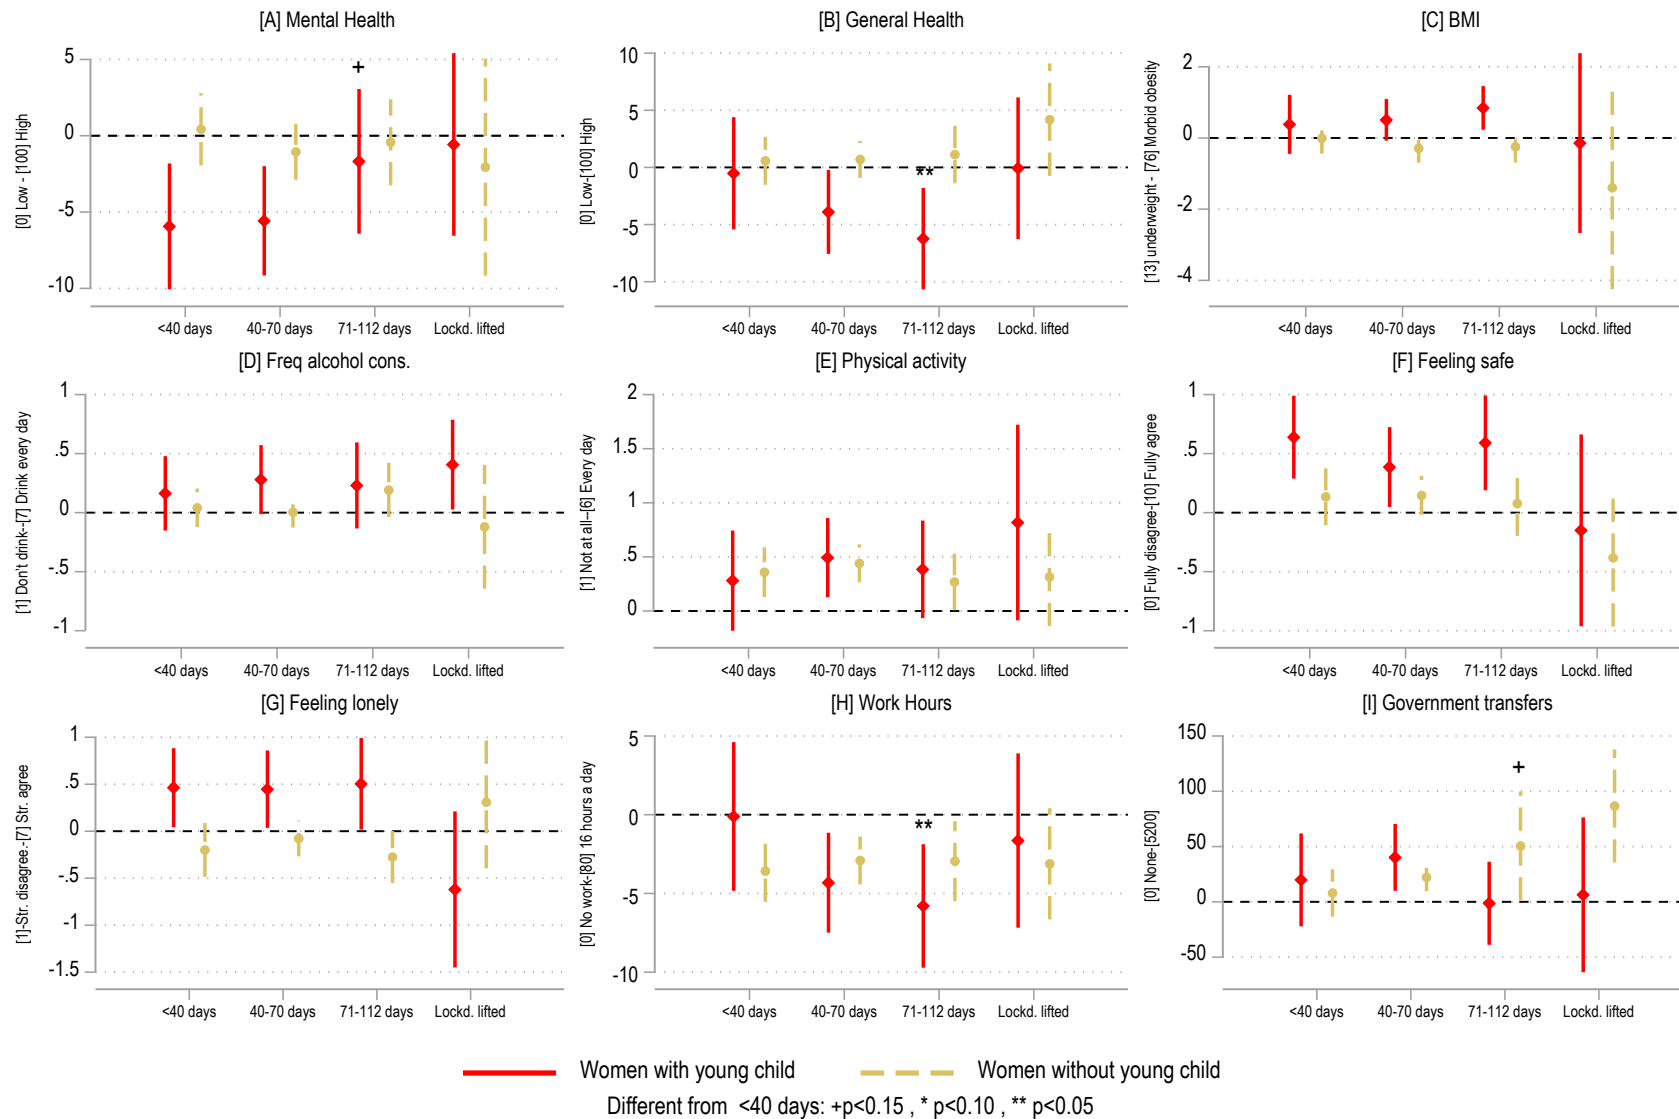 [A] Mental Health
[0] Low - [100] High
5
0
-5
-10
+
<40 days 40-70 days 71-112 days Lockd. lifted
[B] General Health
[0] Low-[100] High
10
5
0
-5
-10
**
<40 days 40-70 days 71-112 days Lockd. lifted
[C] BMI
[13] underweight - [76] Morbid obesity
2
0
-2
-4
<40 days 40-70 days 71-112 days Lockd. lifted
[D] Freq alcohol cons.
[1] Don't drink--[7] Drink every day
1
.5
0
-.5
-1
<40 days 40-70 days 71-112 days Lockd. lifted
[E] Physical activity
[1] Not at all--[6] Every day
2
1.5
1
.5
0
<40 days 40-70 days 71-112 days Lockd. lifted
[F] Feeling safe
[0] Fully disagree-[10] Fully agree
1
.5
0
-.5
-1
<40 days 40-70 days 71-112 days Lockd. lifted
[G] Feeling lonely
[1]-Str. disagree.-[7] Str. agree
1
.5
0
-.5
-1
-1.5
<40 days 40-70 days 71-112 days Lockd. lifted
[H] Work Hours
[0] No work-[80] 16 hours a day
5
0
-5
-10
**
<40 days 40-70 days 71-112 days Lockd. lifted
[I] Government transfers
[0] None-[5200]
150
100
50
0
-50
+
<40 days 40-70 days 71-112 days Lockd. lifted
Women with young child Women without young child
Different from <40 days: +p<0.15 , * p<0.10 , ** p<0.05